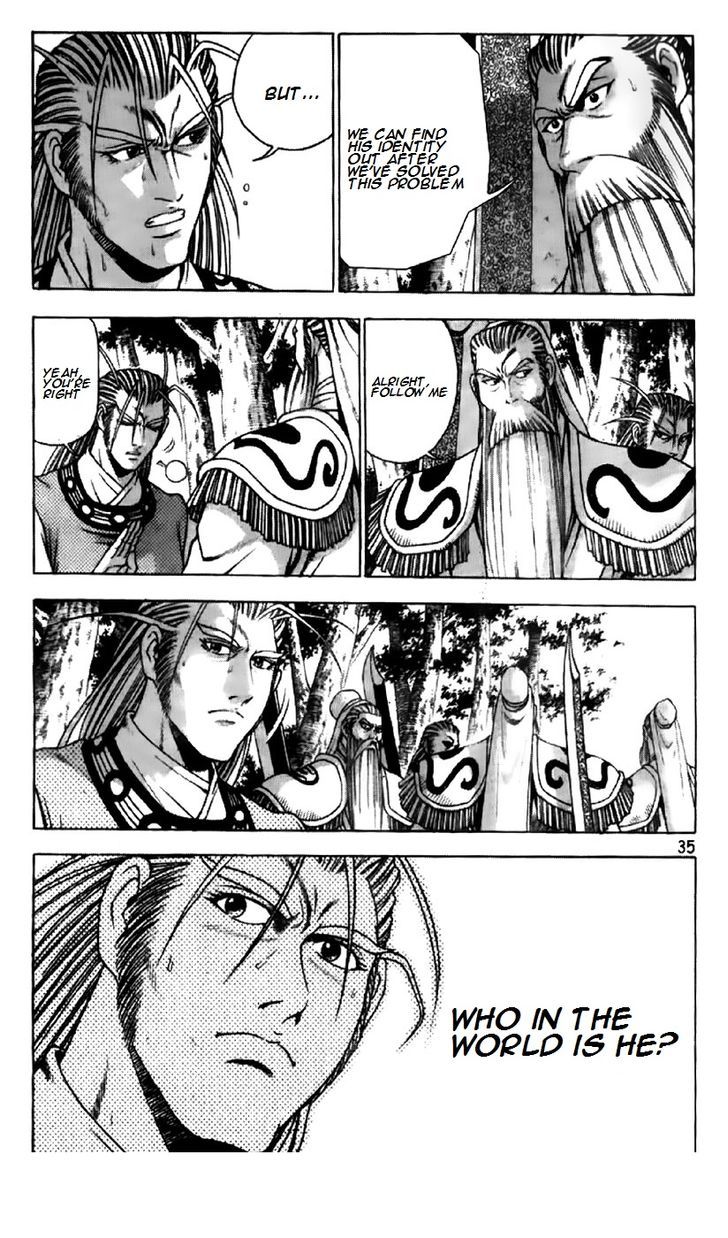 BUT...
WE CAN FIND
HIS IDENTITY
OUT AFTER
WE'VE SOLVED
THIS PROBLEM
YEAH,
YOU'RE
RIGHT
ALRIGHT,
FOLLOW ME
35
WHO IN THE
WORLD IS HE?